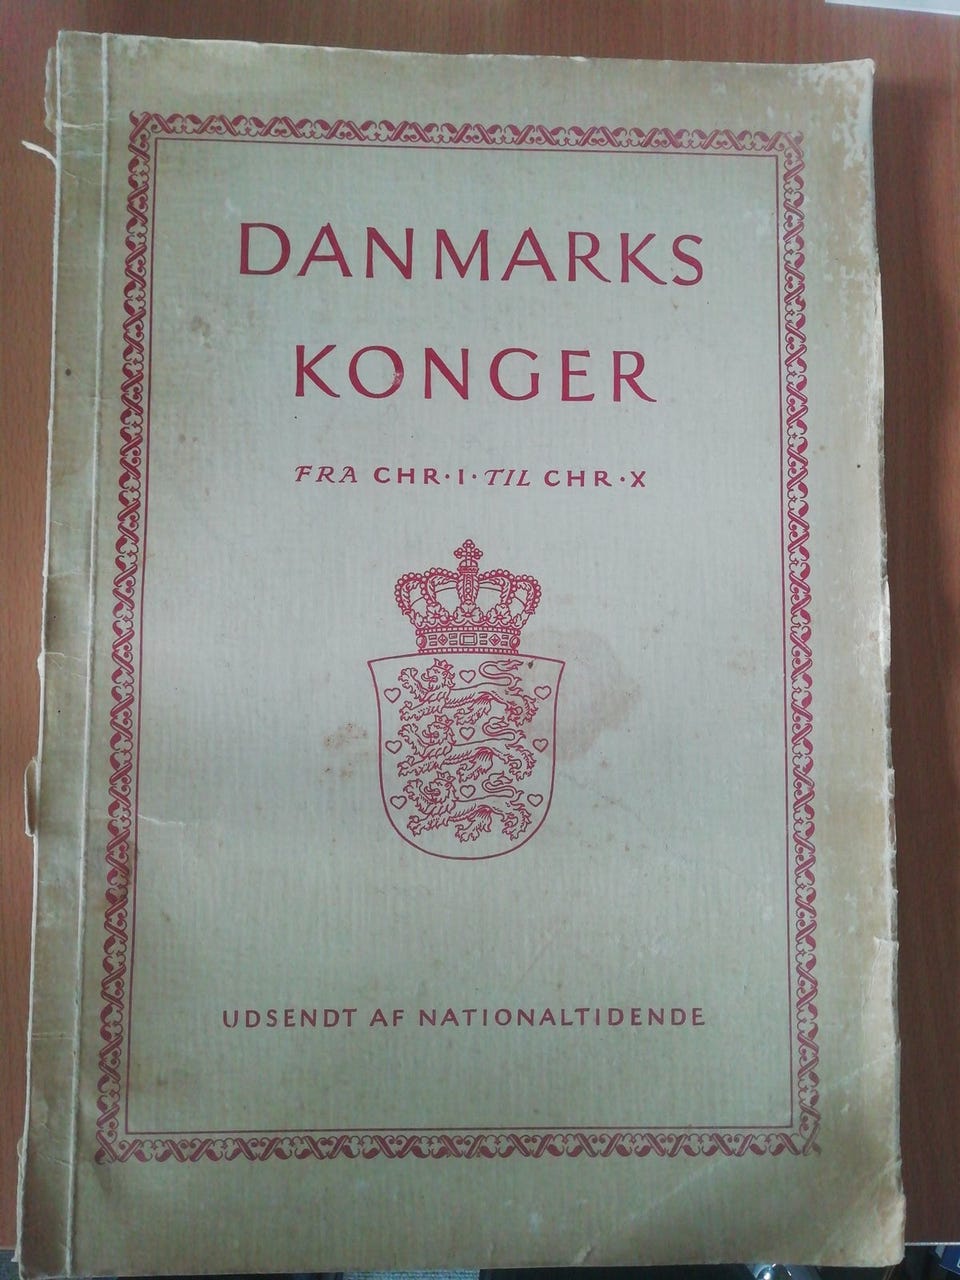 DANMARKS
KONGER
FRA CHR·I·TIL CHR·X
UDSENDT AF NATIONALTIDENDE